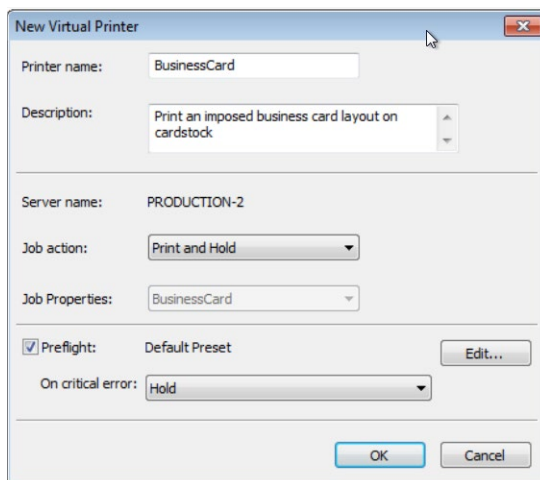 New Virtual Printer
Printer name: BusinessCard
Description: Print an imposed business card layout on
cardstock
Server name: PRODUCTION-2
Job action: Print and Hold
Job Properties: BusinessCard
Preflight: Default Preset Edit...
On critical error: Hold
OK Cancel